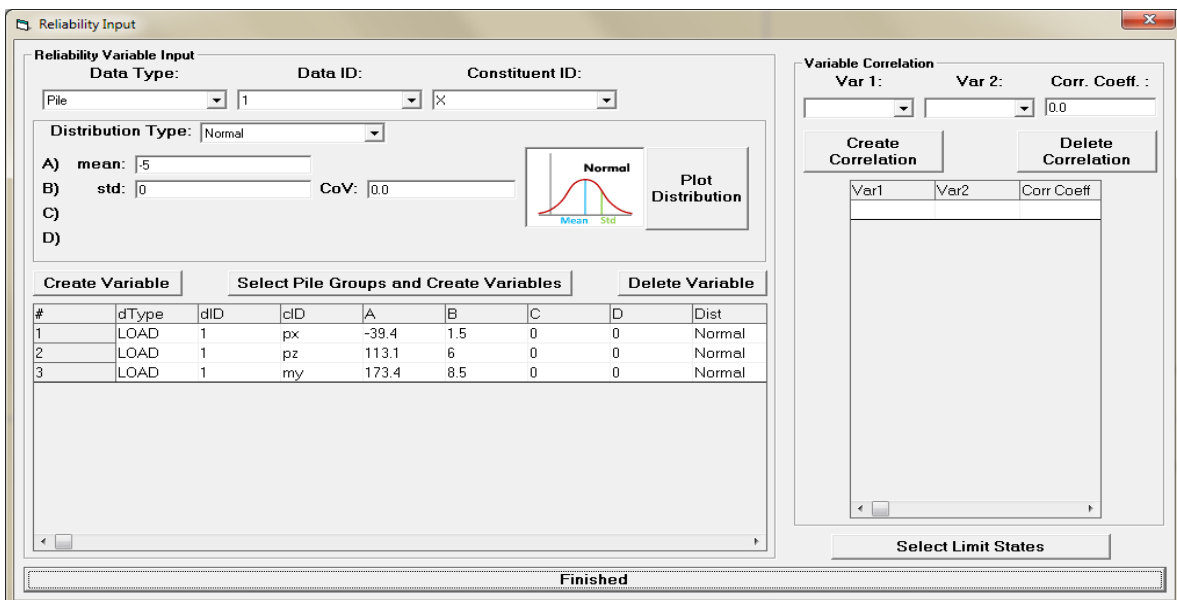 Reliability Input
x
Reliability Variable Input
Data Type: Data ID: Constituent ID:
Pile 1 X
Distribution Type: Normal
A) mean: -5
B) std: 0 CoV: 0.0
C)
D)
Normal
Mean Std
Plot
Distribution
Create Variable Select Pile Groups and Create Variables Delete Variable
# dType dID cID A B C D Dist
1 LOAD 1 px -39.4 1.5 0 0 Normal
2 LOAD 1 pz 113.1 6 0 0 Normal
3 LOAD 1 my 173.4 8.5 0 0 Normal
Variable Correlation
Var 1: Var 2: Corr. Coeff. :
0.0
Create
Correlation
Delete
Correlation
Var1 Var2 Corr Coeff
Select Limit States
Finished